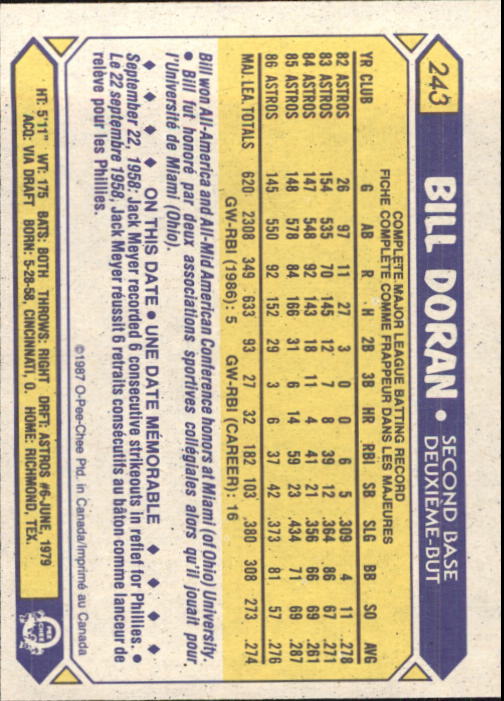 243
BILL DORAN • SECOND BASE
DEUXIÈME-BUT
COMPLETE MAJOR LEAGUE BATTING RECORD
FICHE COMPLÈTE COMME FRAPPEUR DANS LES MAJEURES
YR CLUB G AB R H 2B 3B HR RBI SB SLG BB SO AVG
82 ASTROS 26 97 11 27 3 0 0 6 5 .309 4 11 .278
83 ASTROS 154 535 70 145 12 7 8 39 12 .364 86 67 .271
84 ASTROS 147 548 92 143 18 11 4 41 21 .356 66 69 .261
85 ASTROS 148 578 84 166 31 6 14 59 23 .434 71 69 .287
86 ASTROS 145 550 92 152 29 3 6 37 42 .373 81 57 .276
MAJ. LEA. TOTALS 620 2308 349 633 93 27 32 182 103 .380 308 273 .274
GW-RBI (1986): 5 GW-RBI (CAREER): 16
Bill won All-America and All-Mid American Conference honors at Miami (of Ohio) University.
• Bill fut honoré par deux associations sportives collégiales alors qu'il jouait pour
l'Université de Miami (Ohio).
◆ ◆ ◆ ◆ ON THIS DATE • UNE DATE MÉMORABLE ◆ ◆ ◆ ◆
September 22, 1958: Jack Meyer recorded 6 consecutive strikeouts in relief for Phillies. •
Le 22 septembre 1958, Jack Meyer réussit 6 retraits consécutifs au bâton comme lanceur de
relève pour les Phillies.
©1987 O-Pee-Chee Ptd. in Canada/Imprimé au Canada
HT: 5'11" WT: 175 BATS: BOTH THROWS: RIGHT DRFT: ASTROS #6-JUNE, 1979
ACQ: VIA DRAFT BORN: 5-28-58, CINCINNATI, O. HOME: RICHMOND, TEX.
O PEE CHEE